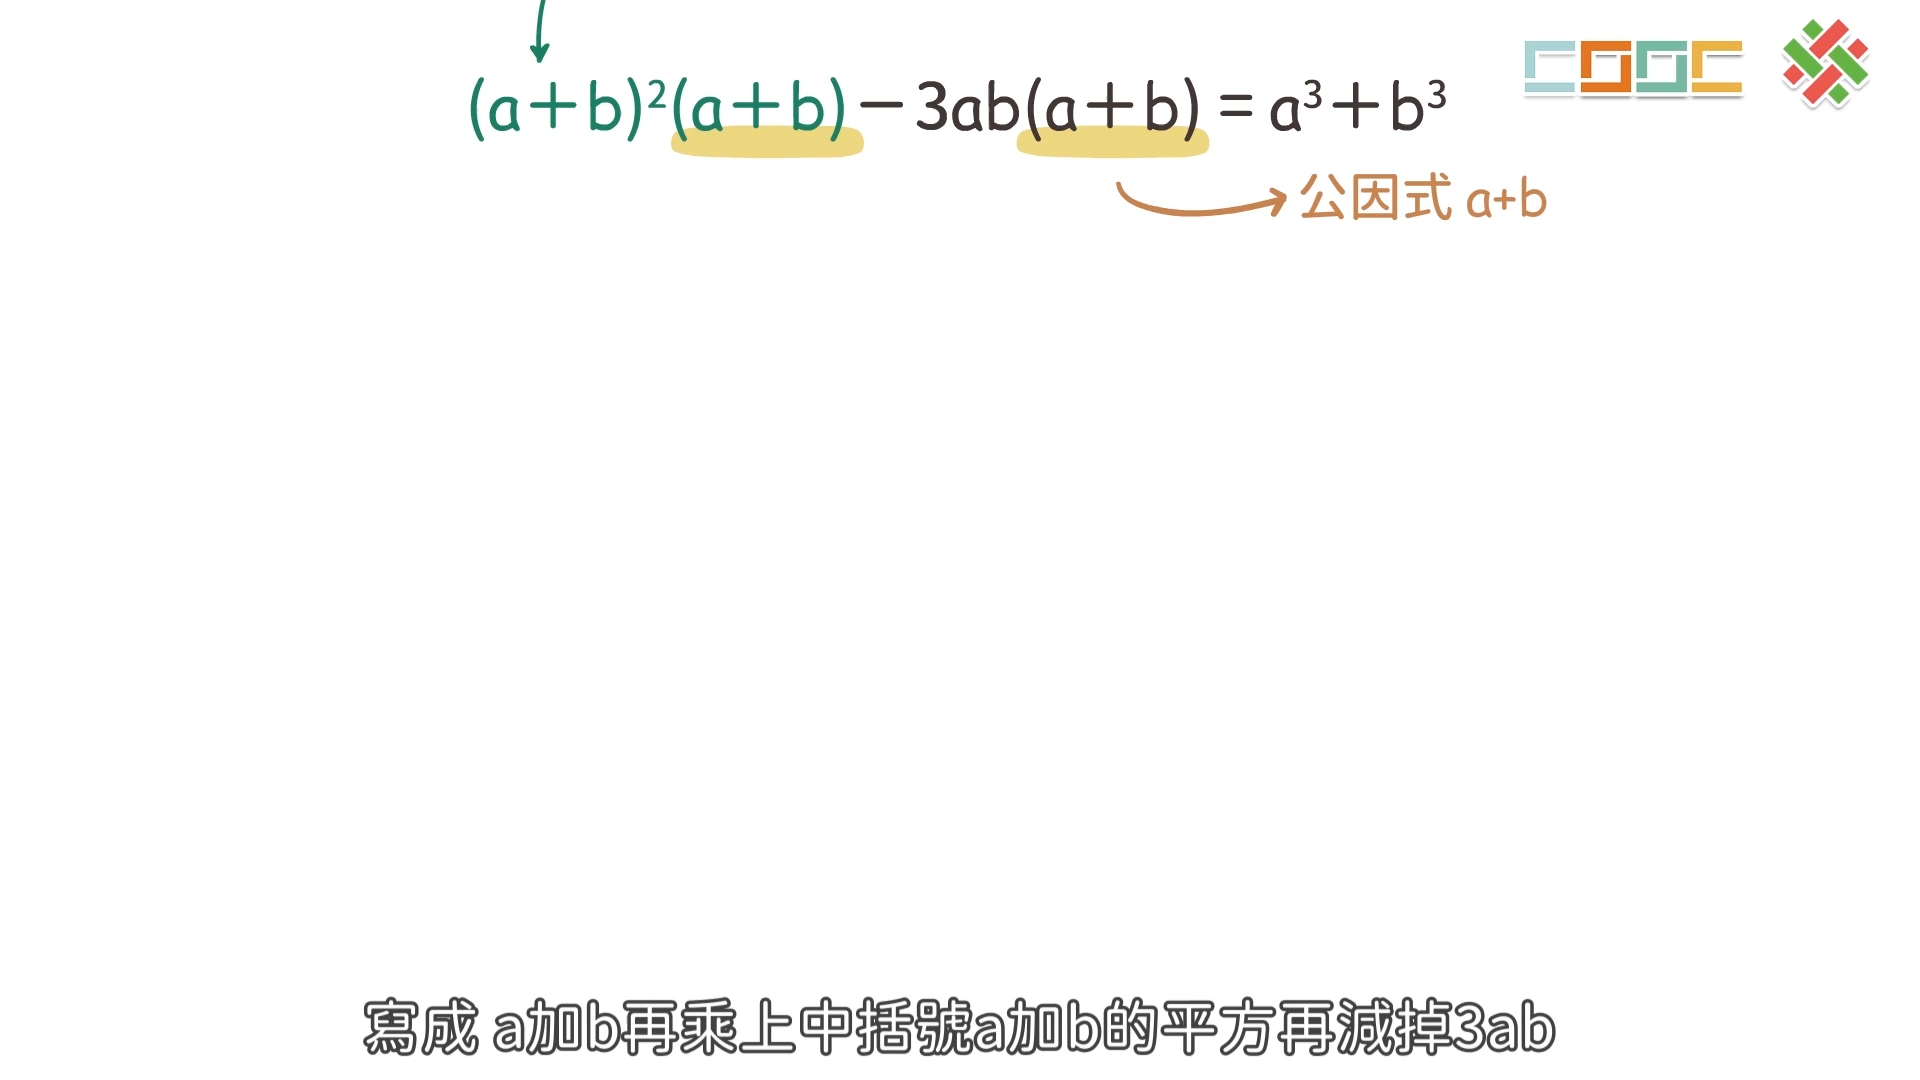 (a+b)²(a+b)-3ab(a+b)=a³+b³
COOC
公因式 a+b
寫成 a加b再乘上中括號a加b的平方再減掉3ab